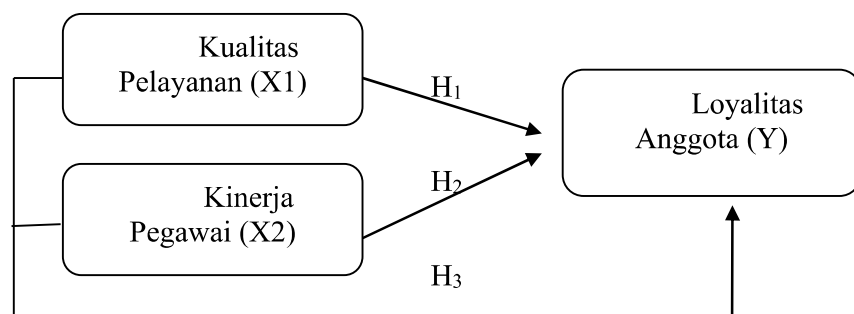 Kualitas
Pelayanan (X1)
H₁
Loyalitas
Anggota (Y)
Kinerja
Pegawai (X2)
H₂
H₃